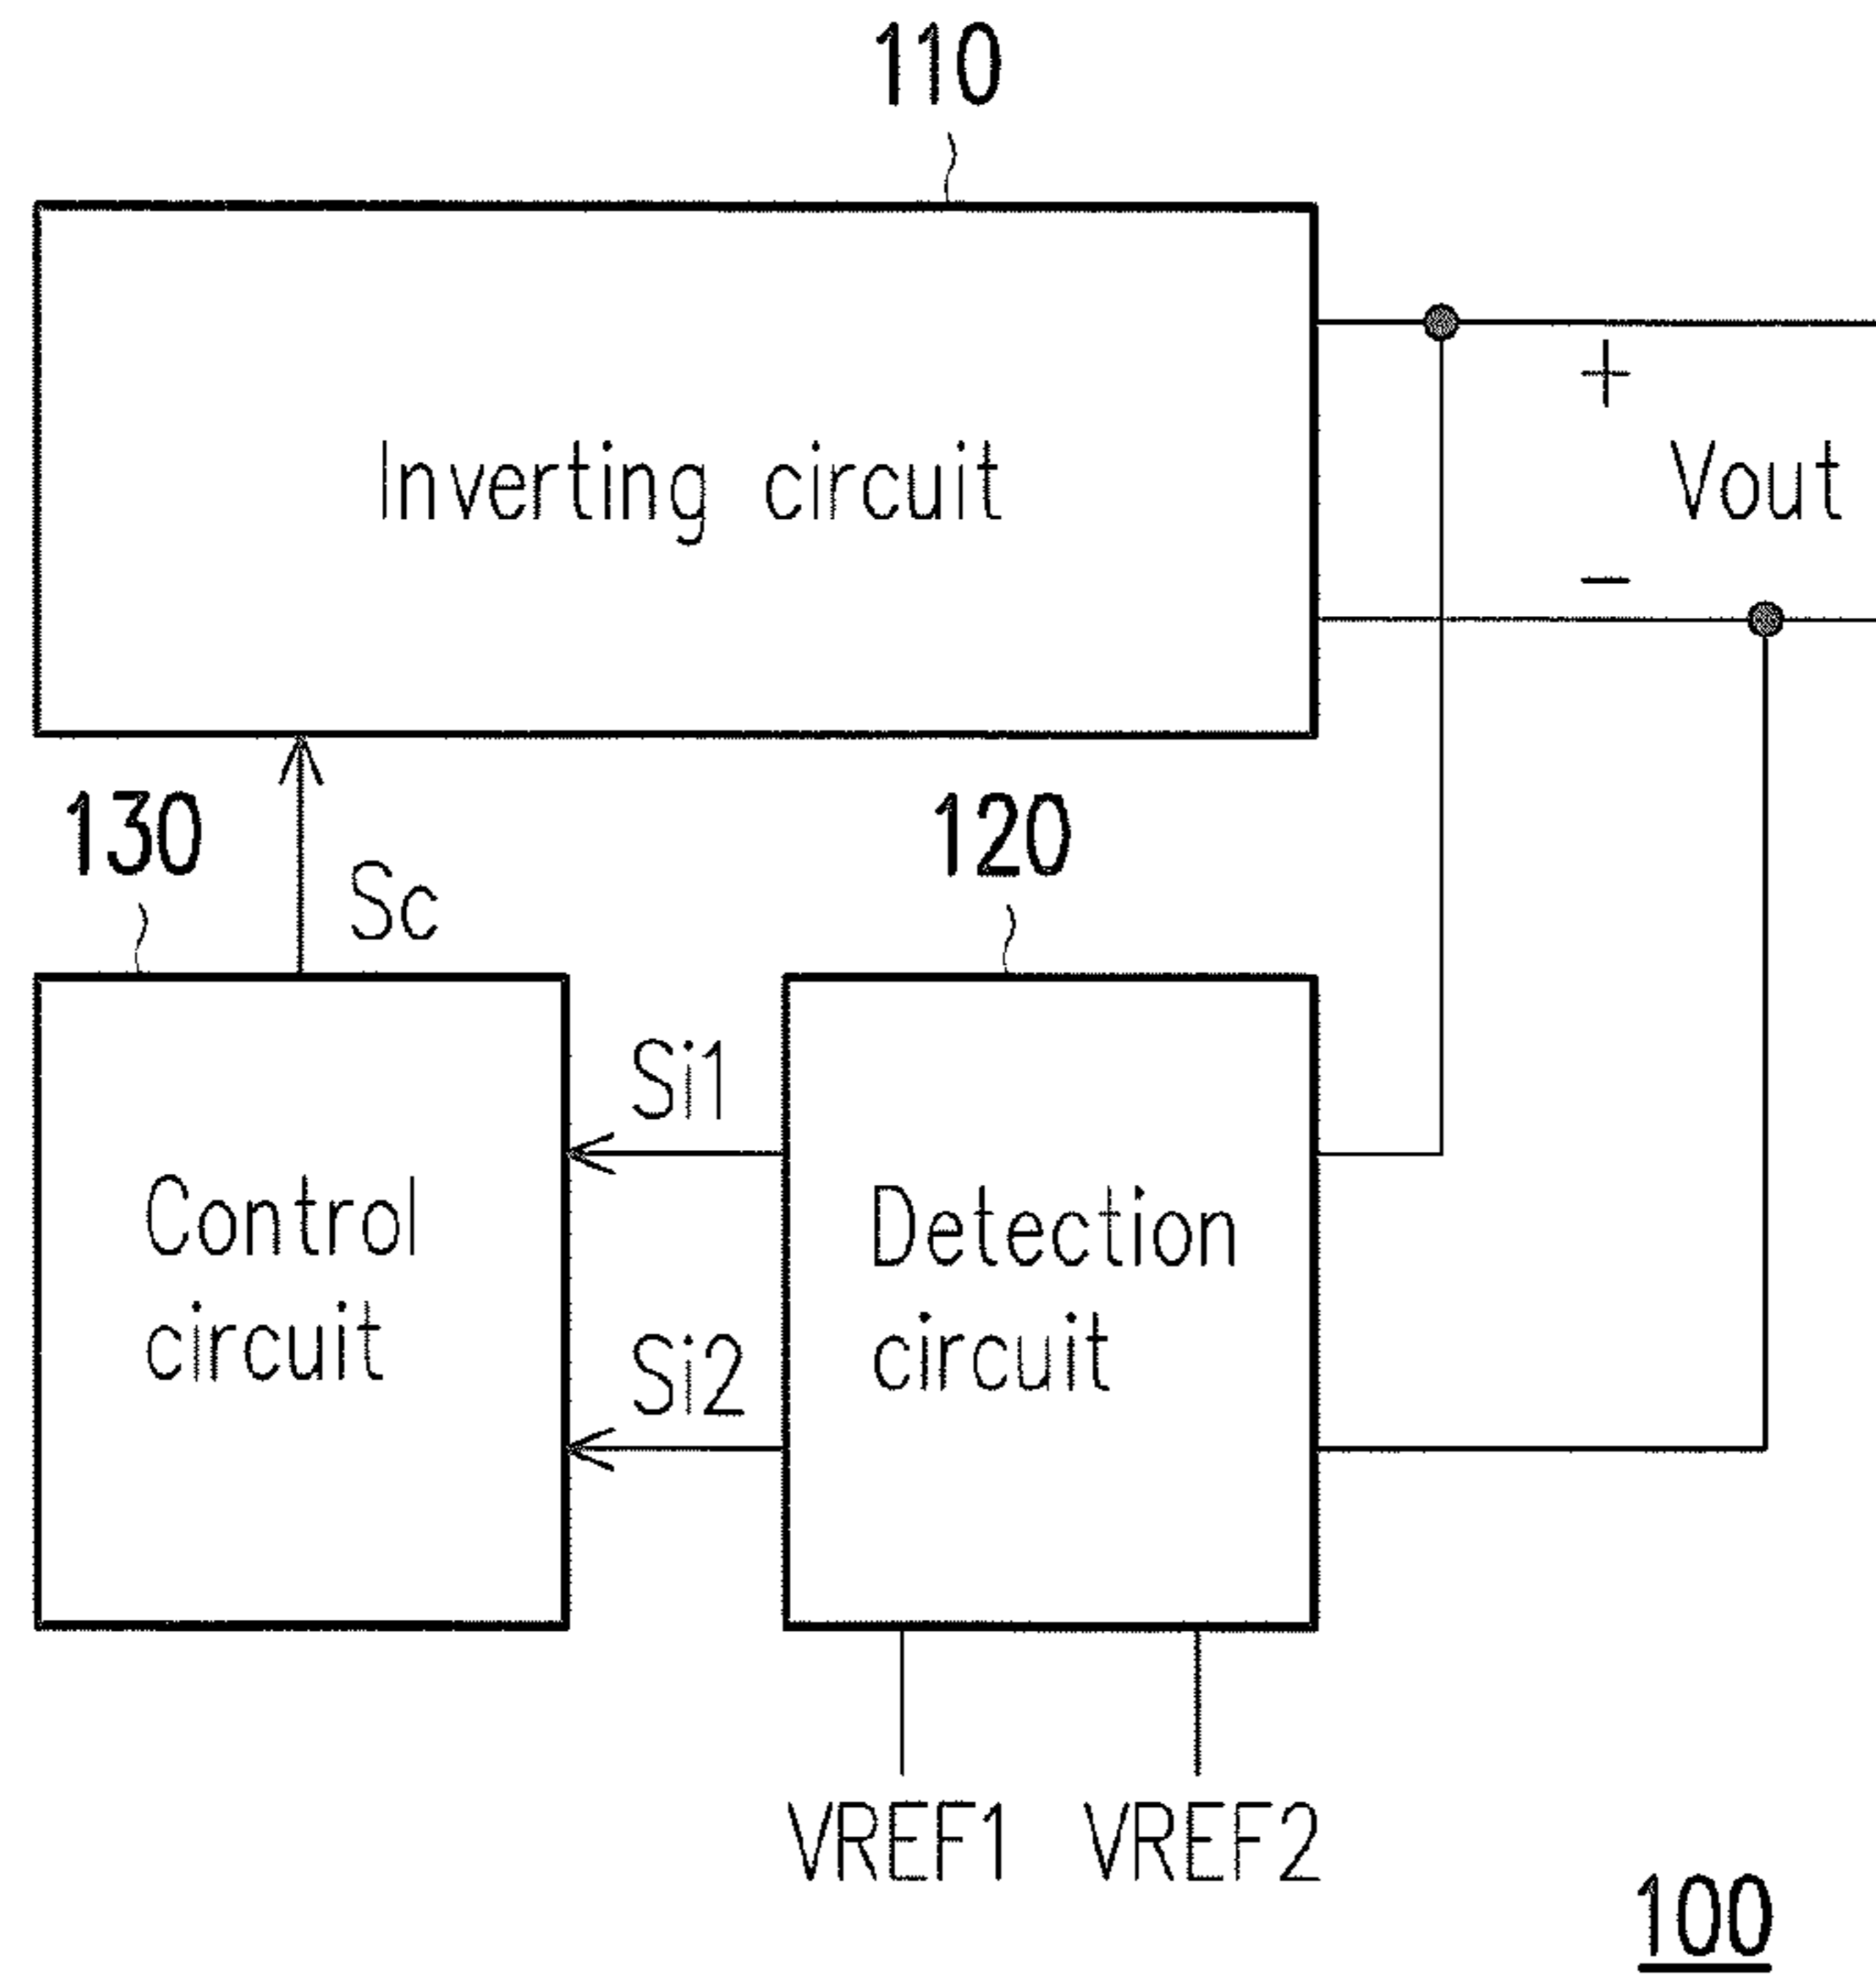 110
Inverting circuit
+
Vout
−
130
Sc
120
Si1
Control
circuit
Detection
circuit
Si2
VREF1
VREF2
100